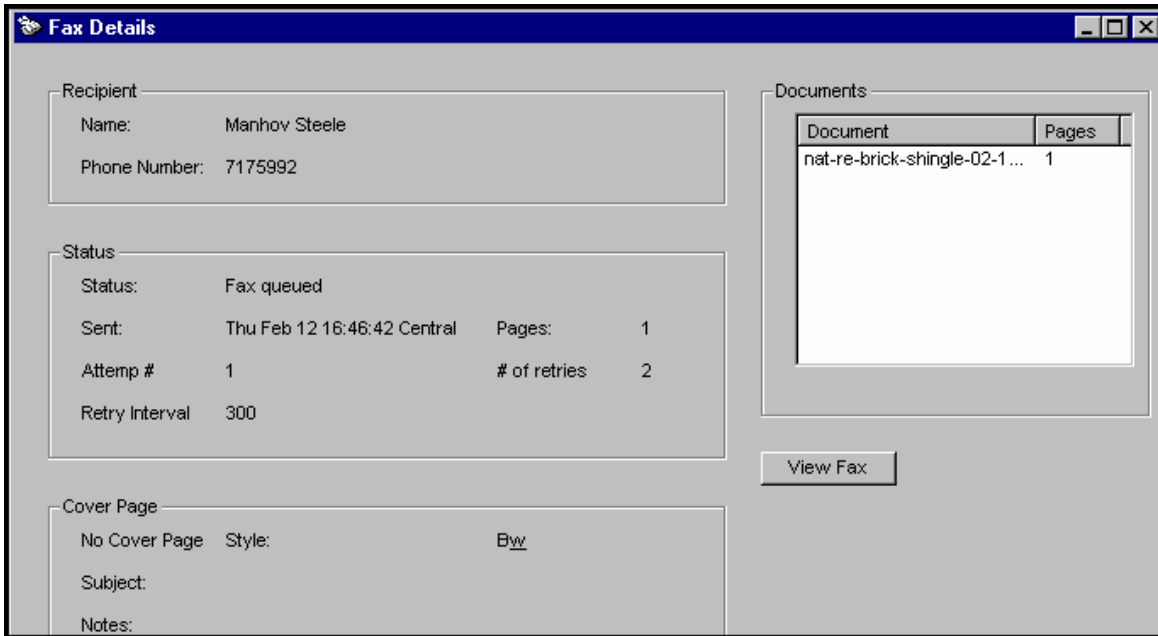 Fax Details
Recipient
Name: Manhov Steele
Phone Number: 7175992
Status
Status: Fax queued
Sent: Thu Feb 12 16:46:42 Central Pages: 1
Attemp # 1 # of retries 2
Retry Interval 300
Cover Page
No Cover Page Style: Bw
Subject:
Notes:
Documents
Document Pages
nat-re-brick-shingle-02-1... 1
View Fax